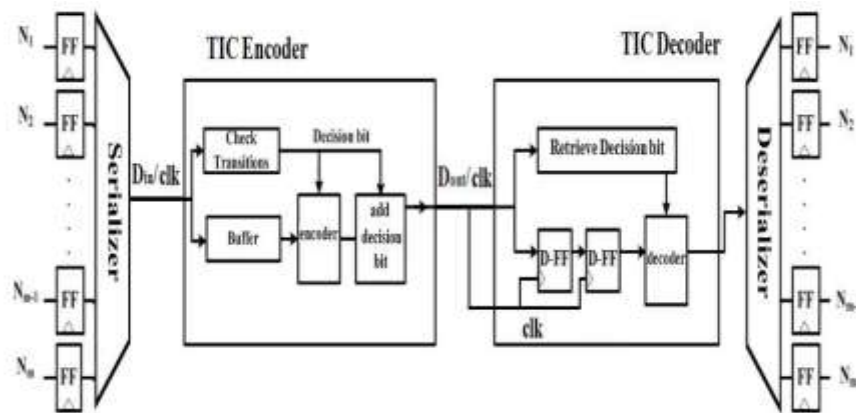 N1
FF
N2
FF
Nm-1
FF
Nm
FF
Serializer
Din/clk
TIC Encoder
Check
Transitions
Decision bit
Buffer
encoder
add
decision
bit
Dout/clk
TIC Decoder
Retrieve Decision bit
D-FF
D-FF
decoder
clk
Deserializer
FF
N1
FF
N2
FF
Nm-
FF
Nm